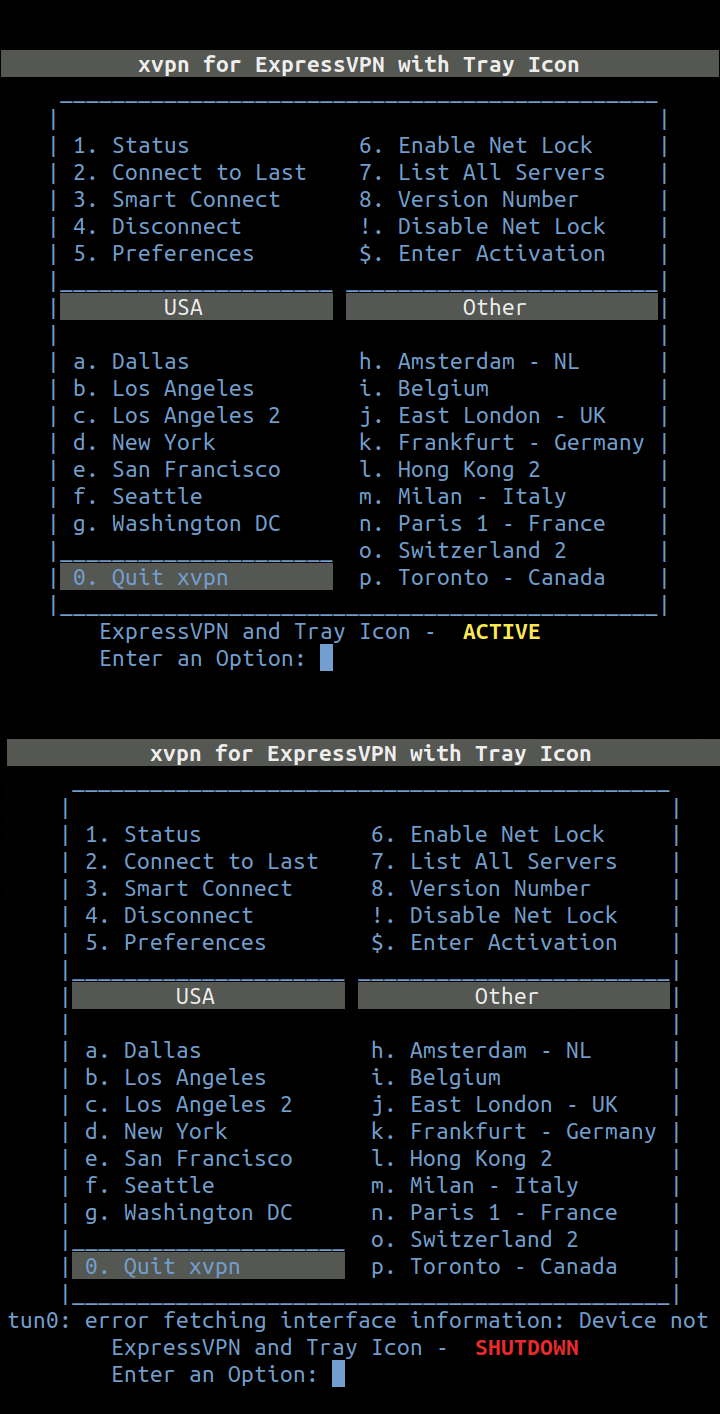 xvpn for ExpressVPN with Tray Icon
1. Status 6. Enable Net Lock
2. Connect to Last 7. List All Servers
3. Smart Connect 8. Version Number
4. Disconnect !. Disable Net Lock
5. Preferences $. Enter Activation
USA Other
a. Dallas h. Amsterdam - NL
b. Los Angeles i. Belgium
c. Los Angeles 2 j. East London - UK
d. New York k. Frankfurt - Germany
e. San Francisco l. Hong Kong 2
f. Seattle m. Milan - Italy
g. Washington DC n. Paris 1 - France
o. Switzerland 2
0. Quit xvpn p. Toronto - Canada
ExpressVPN and Tray Icon - ACTIVE
Enter an Option:
xvpn for ExpressVPN with Tray Icon
1. Status 6. Enable Net Lock
2. Connect to Last 7. List All Servers
3. Smart Connect 8. Version Number
4. Disconnect !. Disable Net Lock
5. Preferences $. Enter Activation
USA Other
a. Dallas h. Amsterdam - NL
b. Los Angeles i. Belgium
c. Los Angeles 2 j. East London - UK
d. New York k. Frankfurt - Germany
e. San Francisco l. Hong Kong 2
f. Seattle m. Milan - Italy
g. Washington DC n. Paris 1 - France
o. Switzerland 2
0. Quit xvpn p. Toronto - Canada
tun0: error fetching interface information: Device not
ExpressVPN and Tray Icon - SHUTDOWN
Enter an Option: